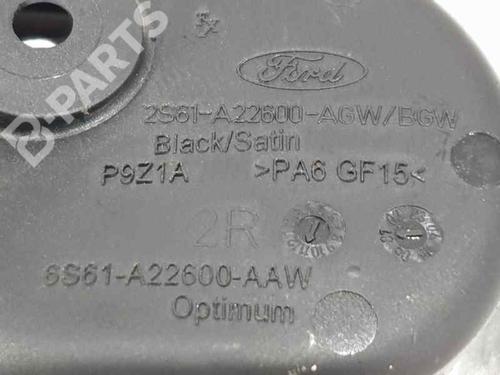 B-PARTS
Ford
2S61-A22600-AGW/BGW
Black/Satin
P9Z1A >PA6 GF15<
2R
6S61-A22600-AAW
Optimum